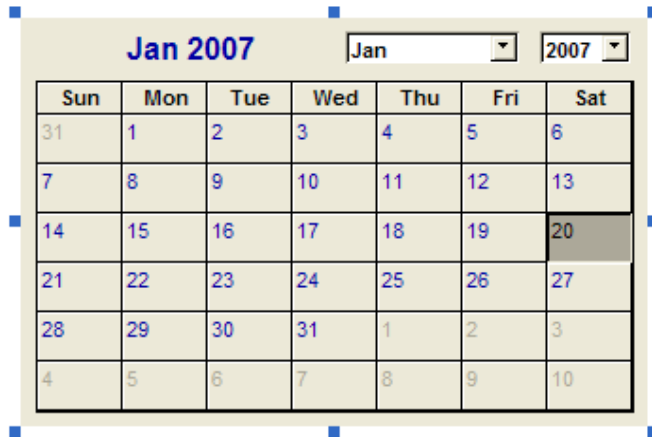 Jan 2007 Jan 2007
Sun Mon Tue Wed Thu Fri Sat
31 1 2 3 4 5 6
7 8 9 10 11 12 13
14 15 16 17 18 19 20
21 22 23 24 25 26 27
28 29 30 31 1 2 3
4 5 6 7 8 9 10